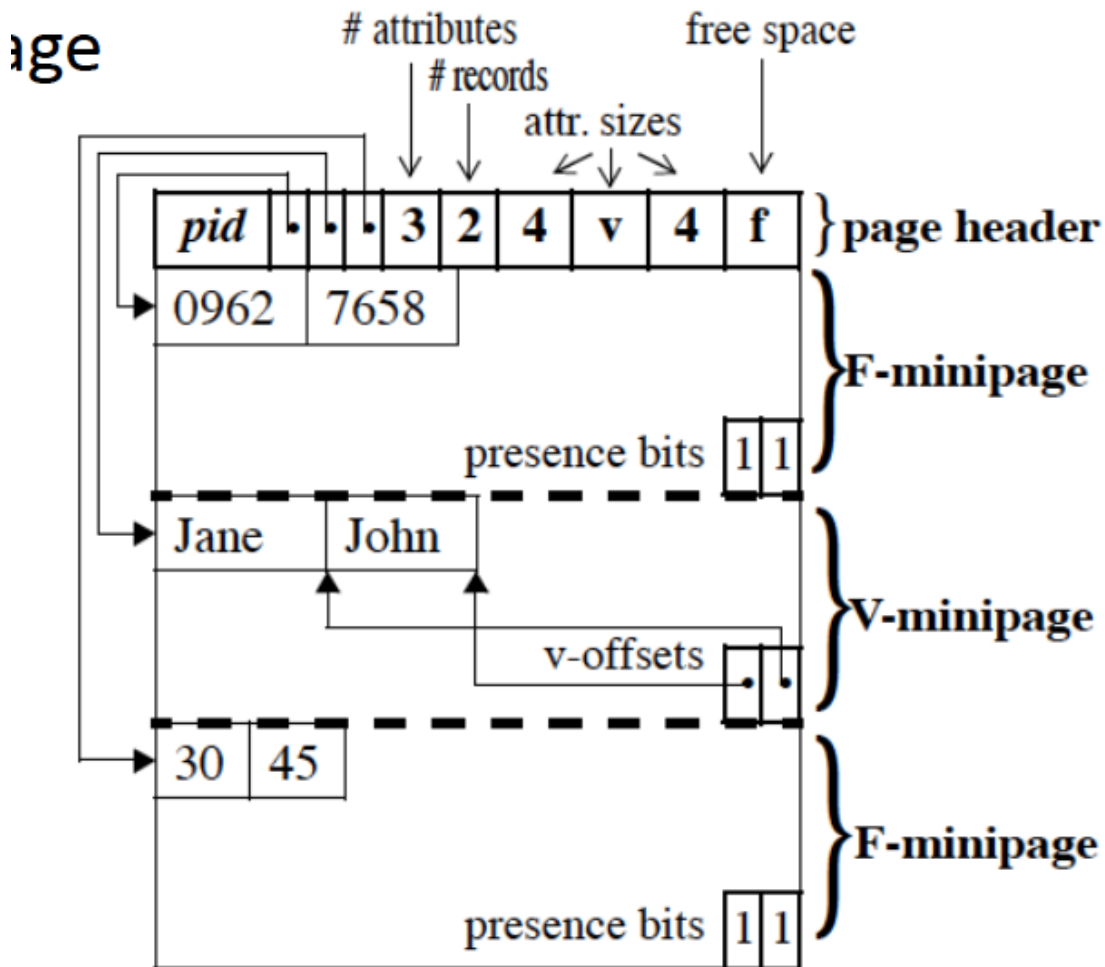 age
# attributes
free space
# records
attr. sizes
pid 3 2 4 v 4 f
page header
0962 7658
F-minipage
presence bits 1 1
Jane John
V-minipage
v-offsets
30 45
F-minipage
presence bits 1 1